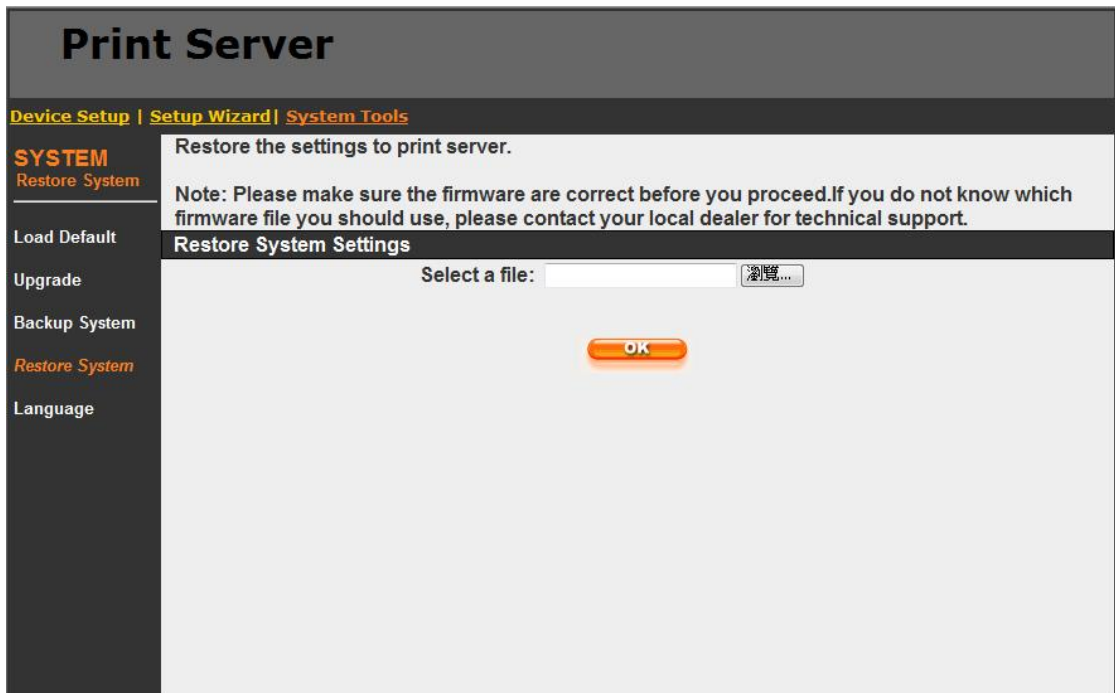 Print Server
Device Setup | Setup Wizard| System Tools
SYSTEM
Restore System
Load Default
Upgrade
Backup System
Restore System
Language
Restore the settings to print server.
Note: Please make sure the firmware are correct before you proceed.If you do not know which
firmware file you should use, please contact your local dealer for technical support.
Restore System Settings
Select a file: 瀏覽...
OK